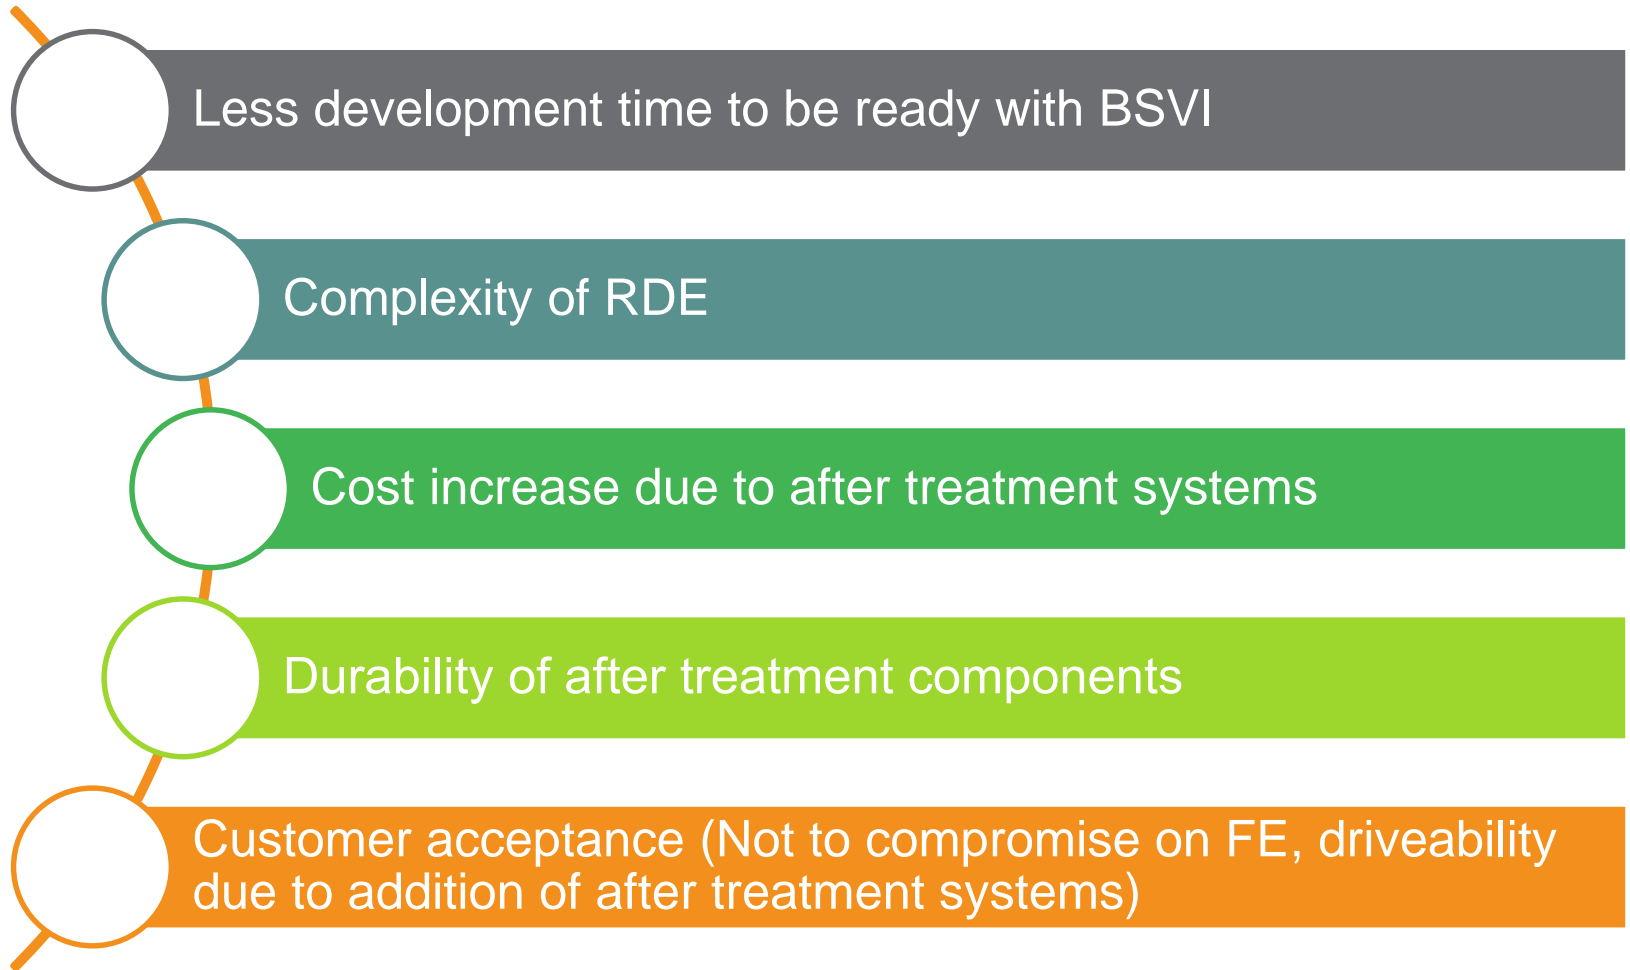 Less development time to be ready with BSVI
Complexity of RDE
Cost increase due to after treatment systems
Durability of after treatment components
Customer acceptance (Not to compromise on FE, driveability
due to addition of after treatment systems)